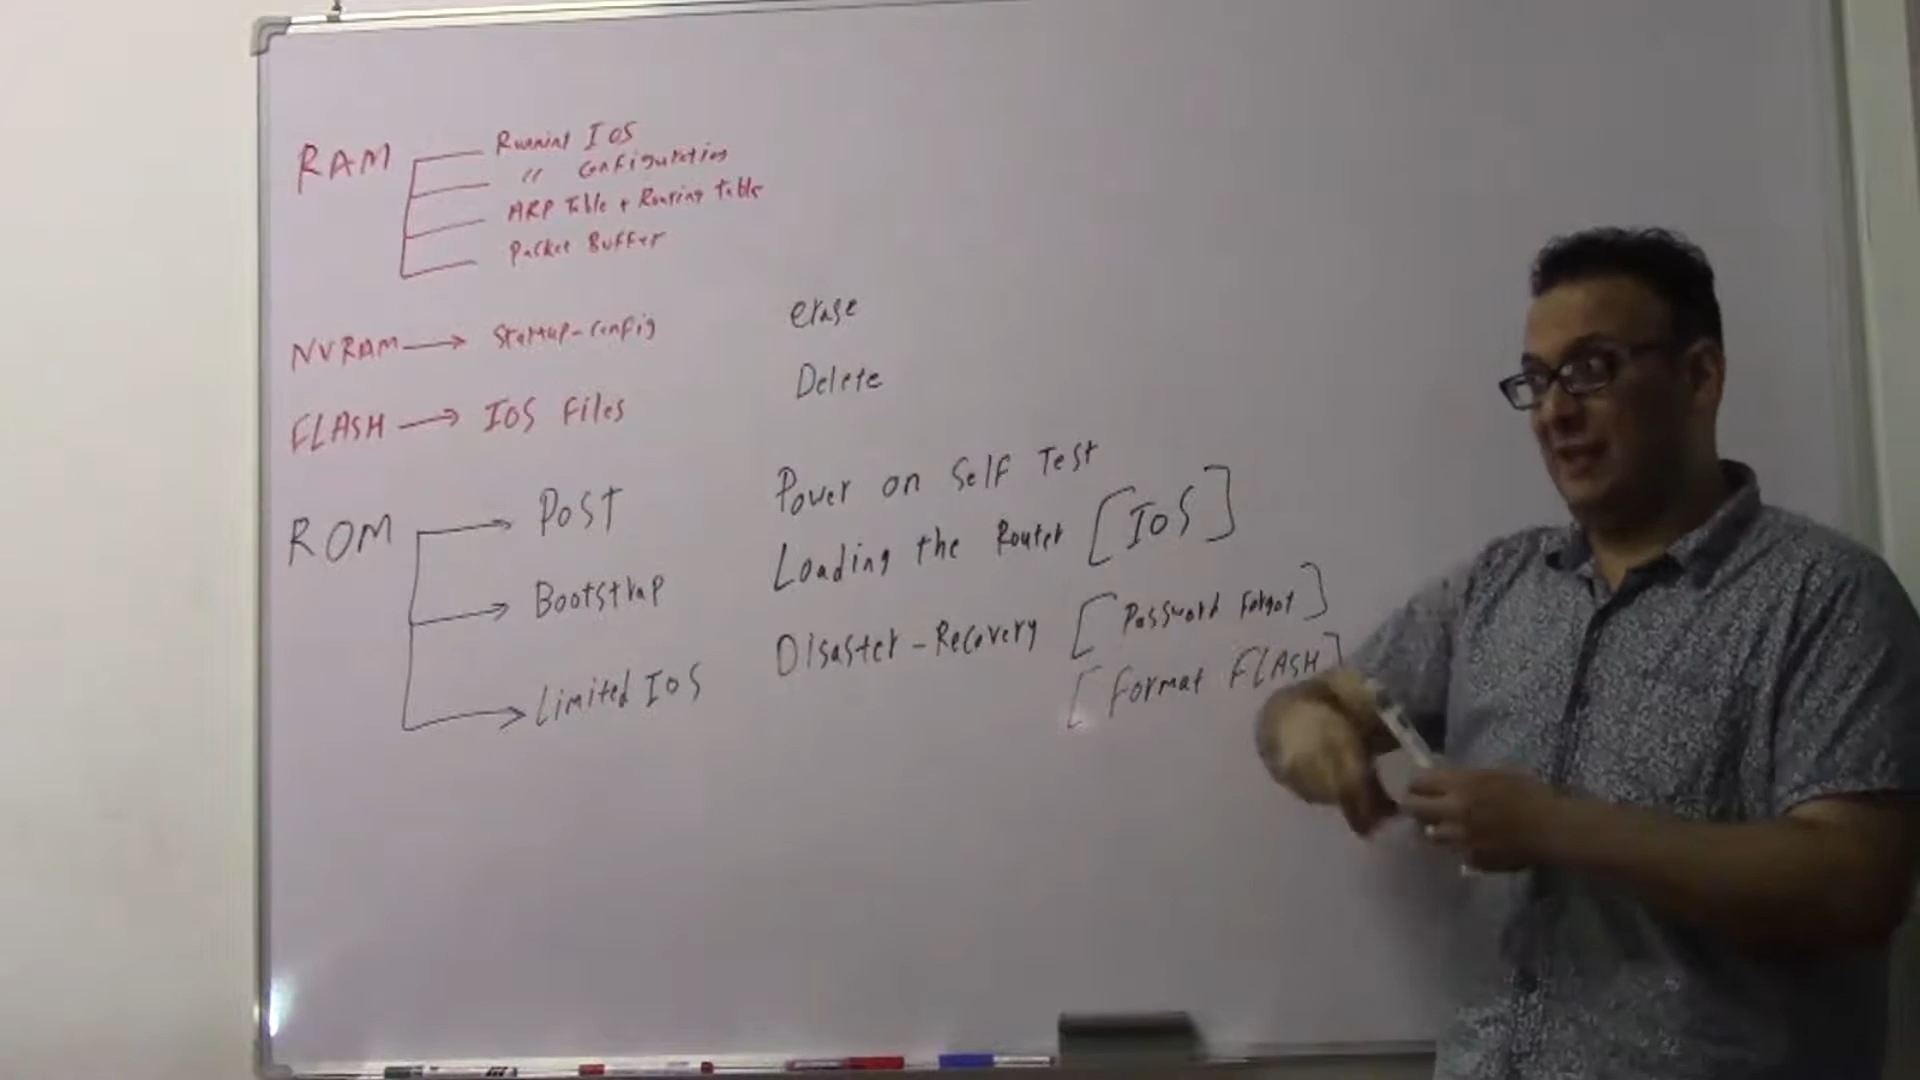 RAM
Running IOS
" Configuration
ARP Table + Routing table
Packet Buffer
NVRAM → Startup-config
erase
FLASH → IOS Files
Delete
ROM
POST
Power on Self Test
Bootstrap
Loading the Router [IOS]
Limited IOS
Disaster-Recovery [Password Forgot]
[Format FLASH]